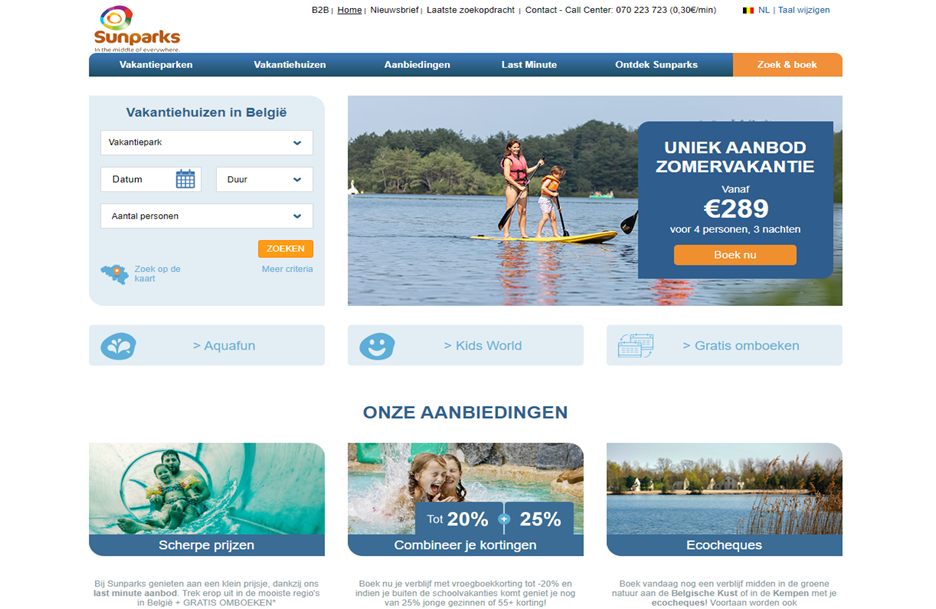 B2B | Home | Nieuwsbrief | Laatste zoekopdracht | Contact - Call Center: 070 223 723 (0,30€/min) NL | Taal wijzigen
Sunparks
In the middle of everywhere.
Vakantieparken Vakantiehuizen Aanbiedingen Last Minute Ontdek Sunparks Zoek & boek
Vakantiehuizen in België
Vakantiepark
Datum Duur
Aantal personen
ZOEKEN
Zoek op de
kaart
Meer criteria
UNIEK AANBOD
ZOMERVAKANTIE
Vanaf
€289
voor 4 personen, 3 nachten
Boek nu
> Aquafun > Kids World > Gratis omboeken
ONZE AANBIEDINGEN
Tot 20% + 25%
Scherpe prijzen Combineer je kortingen Ecocheques
Bij Sunparks genieten aan een klein prijsje, dankzij ons
last minute aanbod. Trek erop uit in de mooiste regio's
in België + GRATIS OMBOEKEN*
Boek nu je verblijf met vroegboekkorting tot -20% en
indien je buiten de schoolvakanties komt geniet je nog
van 25% jonge gezinnen of 55+ korting!
Boek vandaag nog een verblijf midden in de groene
natuur aan de Belgische Kust of in de Kempen met je
ecocheques! Voortaan worden ook